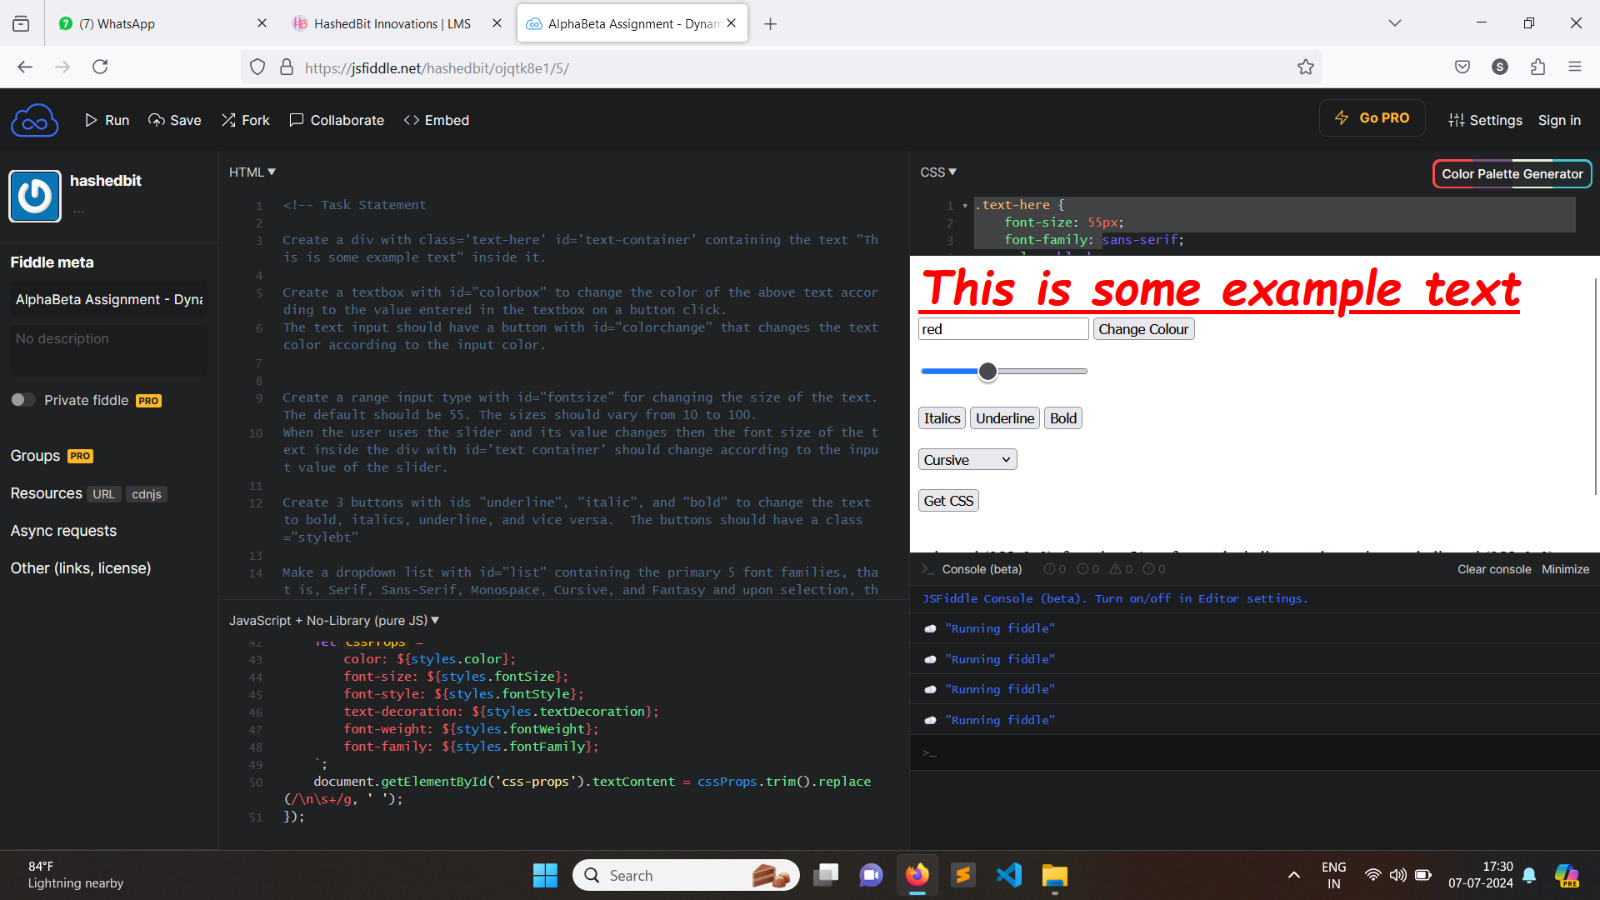 (7) WhatsApp
HashedBit Innovations | LMS
AlphaBeta Assignment - Dynam
https://jsfiddle.net/hashedbit/ojqtk8e1/5/
S
Run
Save
Fork
Collaborate
Embed
Go PRO
Settings
Sign in
hashedbit
...
Fiddle meta
AlphaBeta Assignment - Dyna
No description
Private fiddle PRO
Groups PRO
Resources URL cdnjs
Async requests
Other (links, license)
HTML
1 <!-- Task Statement
2
3 Create a div with class='text-here' id='text-container' containing the text "Th
is is some example text" inside it.
4
5 Create a textbox with id="colorbox" to change the color of the above text accor
ding to the value entered in the textbox on a button click.
6 The text input should have a button with id="colorchange" that changes the text
color according to the input color.
7
8
9 Create a range input type with id="fontsize" for changing the size of the text.
The default should be 55. The sizes should vary from 10 to 100.
10 When the user uses the slider and its value changes then the font size of the t
ext inside the div with id='text container' should change according to the inpu
t value of the slider.
11
12 Create 3 buttons with ids "underline", "italic", and "bold" to change the text
to bold, italics, underline, and vice versa.  The buttons should have a class
="stylebt"
13
14 Make a dropdown list with id="list" containing the primary 5 font families, tha
t is, Serif, Sans-Serif, Monospace, Cursive, and Fantasy and upon selection, th
JavaScript + No-Library (pure JS)
42 let cssProps =
43 color: ${styles.color};
44 font-size: ${styles.fontSize};
45 font-style: ${styles.fontStyle};
46 text-decoration: ${styles.textDecoration};
47 font-weight: ${styles.fontWeight};
48 font-family: ${styles.fontFamily};
49 `;
50 document.getElementById('css-props').textContent = cssProps.trim().replace
(/\n\s+/g, ' ');
51 });
CSS
Color Palette Generator
1 .text-here {
2 font-size: 55px;
3 font-family: sans-serif;
This is some example text
red
Change Colour
Italics Underline Bold
Cursive
Get CSS
>_ Console (beta) 0 0 0 0 Clear console Minimize
JSFiddle Console (beta). Turn on/off in Editor settings.
"Running fiddle"
"Running fiddle"
"Running fiddle"
"Running fiddle"
>_
84°F
Lightning nearby
Search
ENG
IN
17:30
07-07-2024
PRE